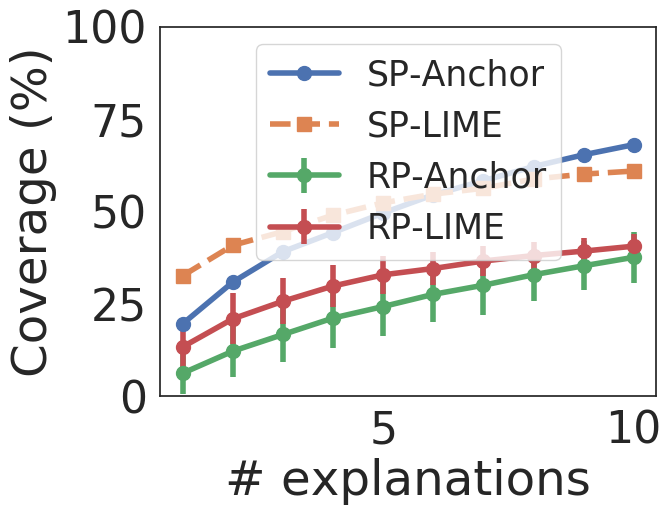 100
75
50
25
0
Coverage (%)
SP-Anchor
SP-LIME
RP-Anchor
RP-LIME
5
10
# explanations